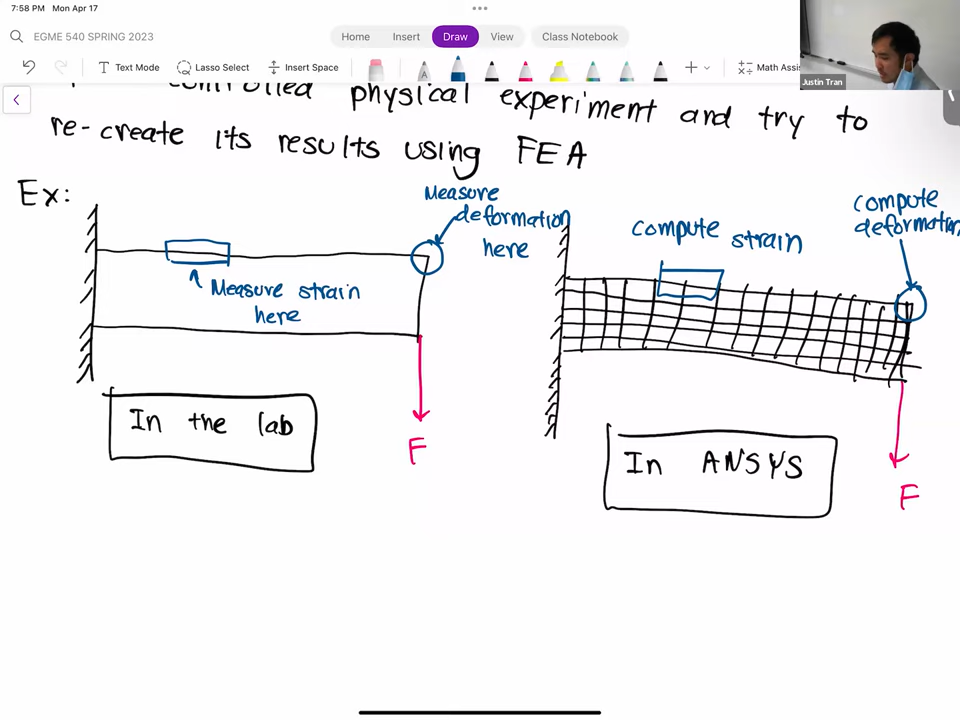 7:58 PM Mon Apr 17
EGME 540 SPRING 2023
Home Insert Draw View Class Notebook
Text Mode Lasso Select Insert Space Math Assis
Justin Tran
controlled physical experiment and try to
re-create its results using FEA
Ex:
Measure
deformation
here
Measure strain
here
In the lab
F
compute strain
compute
deformation
In ANSYS
F